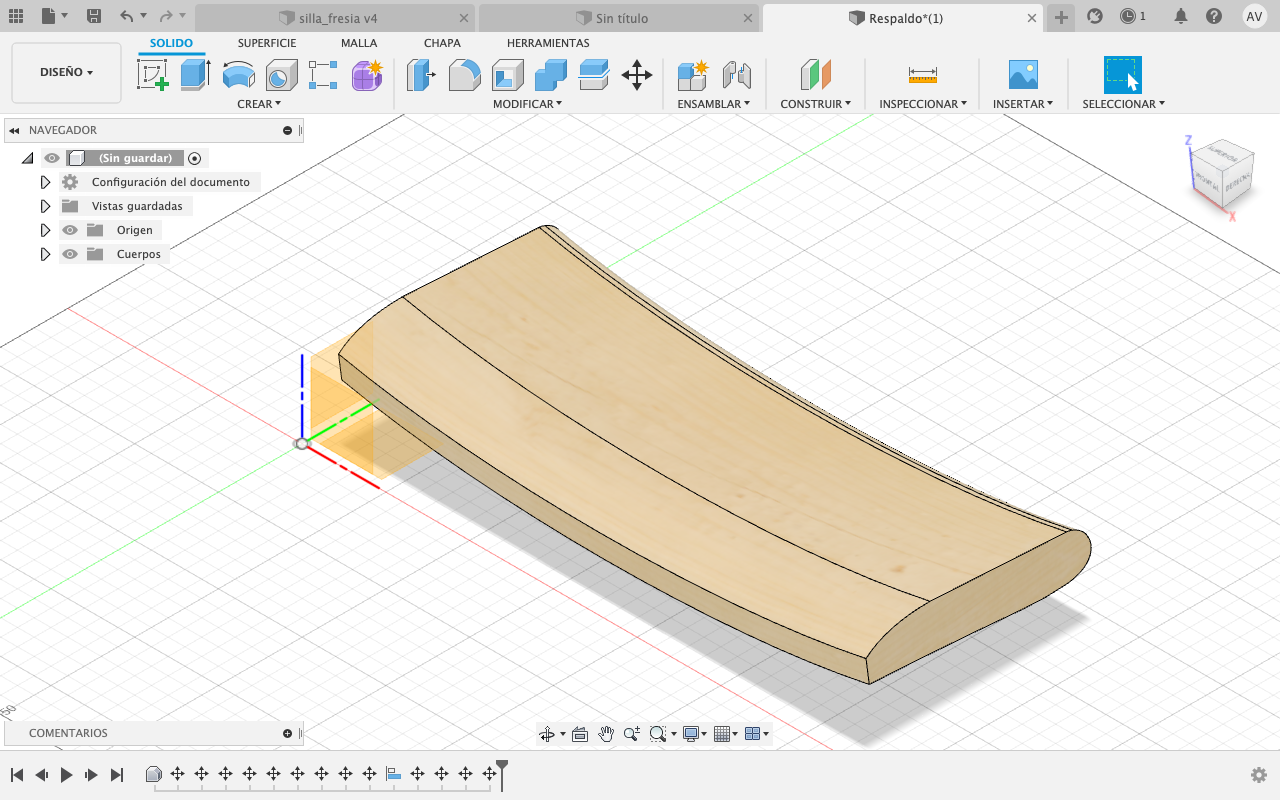 silla_fresia v4
Sin título
Respaldo*(1)
1
AV
DISEÑO
SOLIDO
SUPERFICIE
MALLA
CHAPA
HERRAMIENTAS
CREAR
MODIFICAR
ENSAMBLAR
CONSTRUIR
INSPECCIONAR
INSERTAR
SELECCIONAR
NAVEGADOR
(Sin guardar)
Configuración del documento
Vistas guardadas
Origen
Cuerpos
Z
X
50
COMENTARIOS